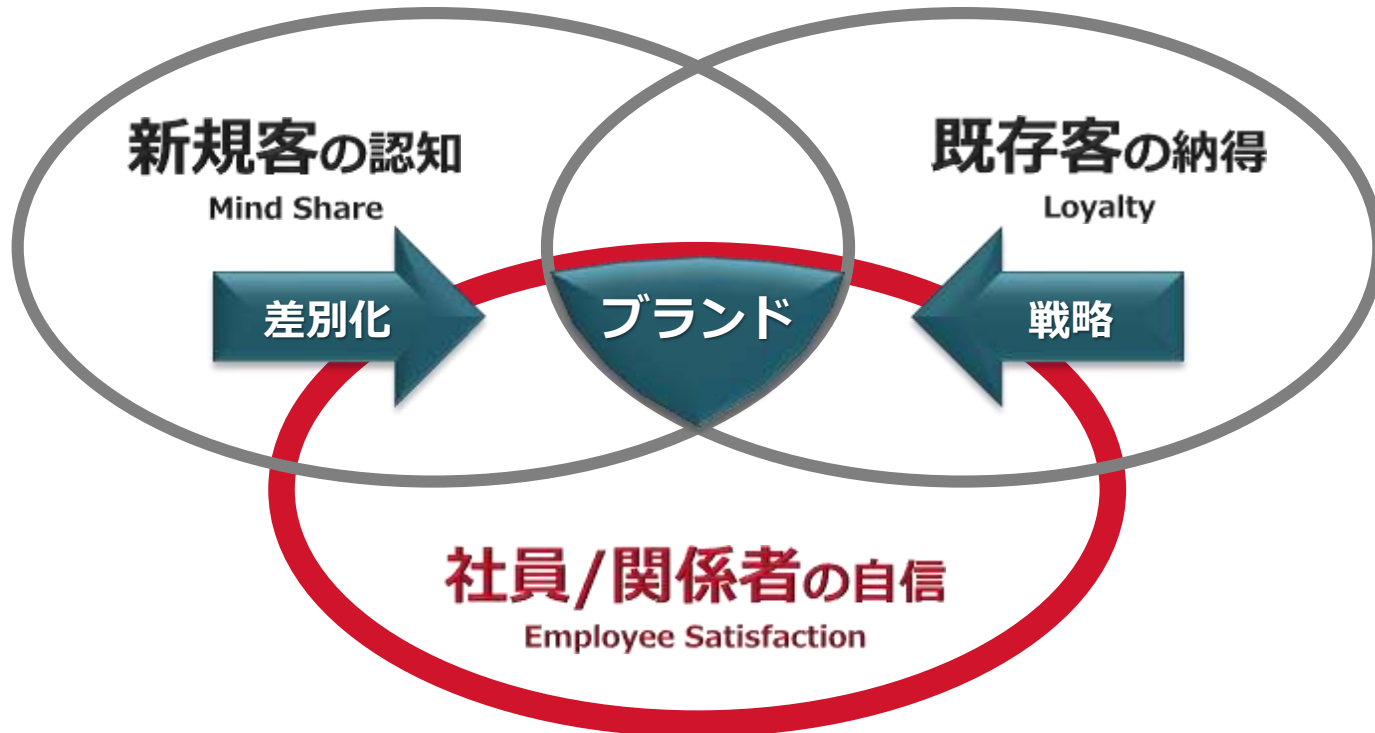 新規客の認知
Mind Share
既存客の納得
Loyalty
差別化
ブランド
戦略
社員/関係者の自信
Employee Satisfaction